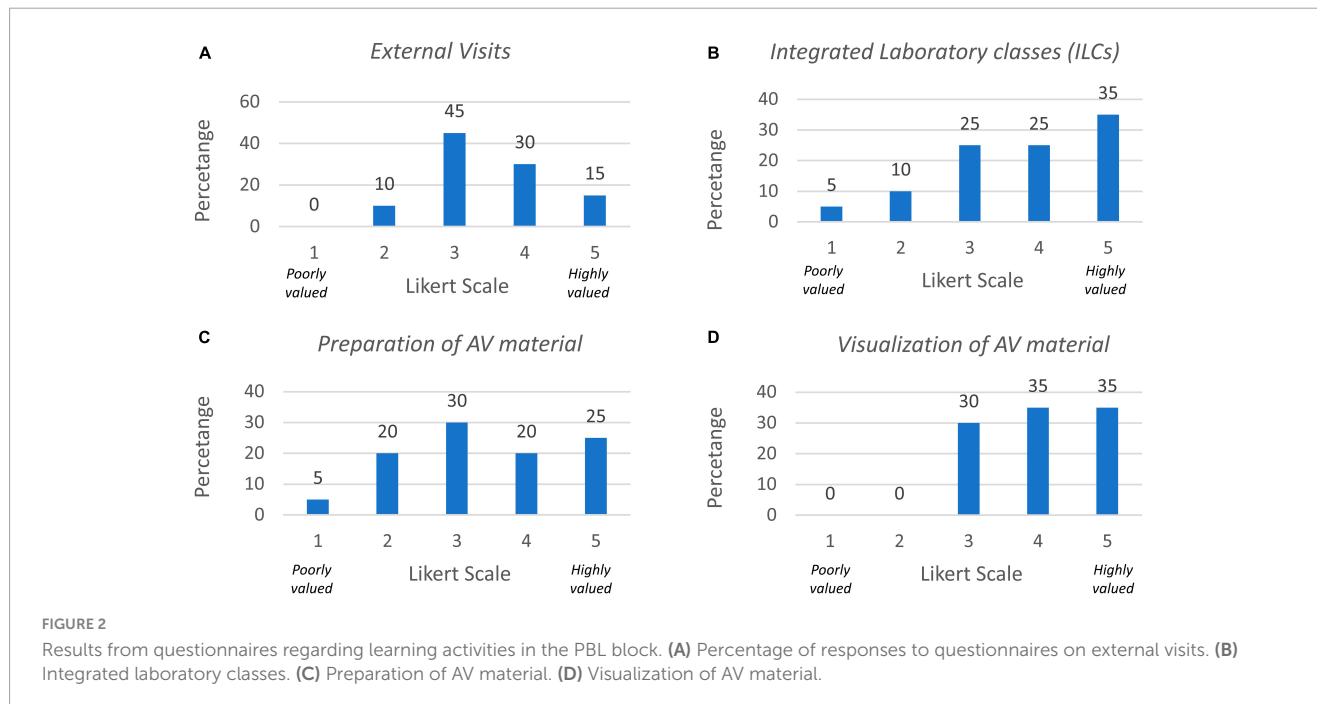 A
External Visits
Percetange
60
40
20
0
0
10
45
30
15
1
2
3
4
5
Poorly
valued
Likert Scale
Highly
valued
B
Integrated Laboratory classes (ILCs)
Percetange
40
30
20
10
0
5
10
25
25
35
1
2
3
4
5
Poorly
valued
Likert Scale
Highly
valued
C
Preparation of AV material
Percetange
40
30
20
10
0
5
20
30
20
25
1
2
3
4
5
Poorly
valued
Likert Scale
Highly
valued
D
Visualization of AV material
Percetange
40
30
20
10
0
0
0
30
35
35
1
2
3
4
5
Poorly
valued
Likert Scale
Highly
valued
FIGURE 2
Results from questionnaires regarding learning activities in the PBL block. (A) Percentage of responses to questionnaires on external visits. (B)
Integrated laboratory classes. (C) Preparation of AV material. (D) Visualization of AV material.